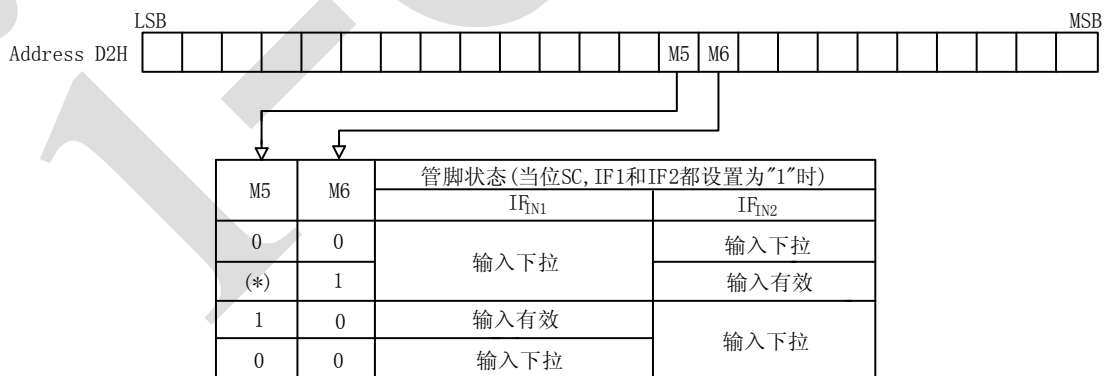 LSB MSB
Address D2H M5 M6
M5 M6 管脚状态(当位SC,IF1和IF2都设置为"1"时)
IFIN1 IFIN2
0 0 输入下拉 输入下拉
(*) 1 输入有效
1 0 输入有效 输入下拉
0 0 输入下拉